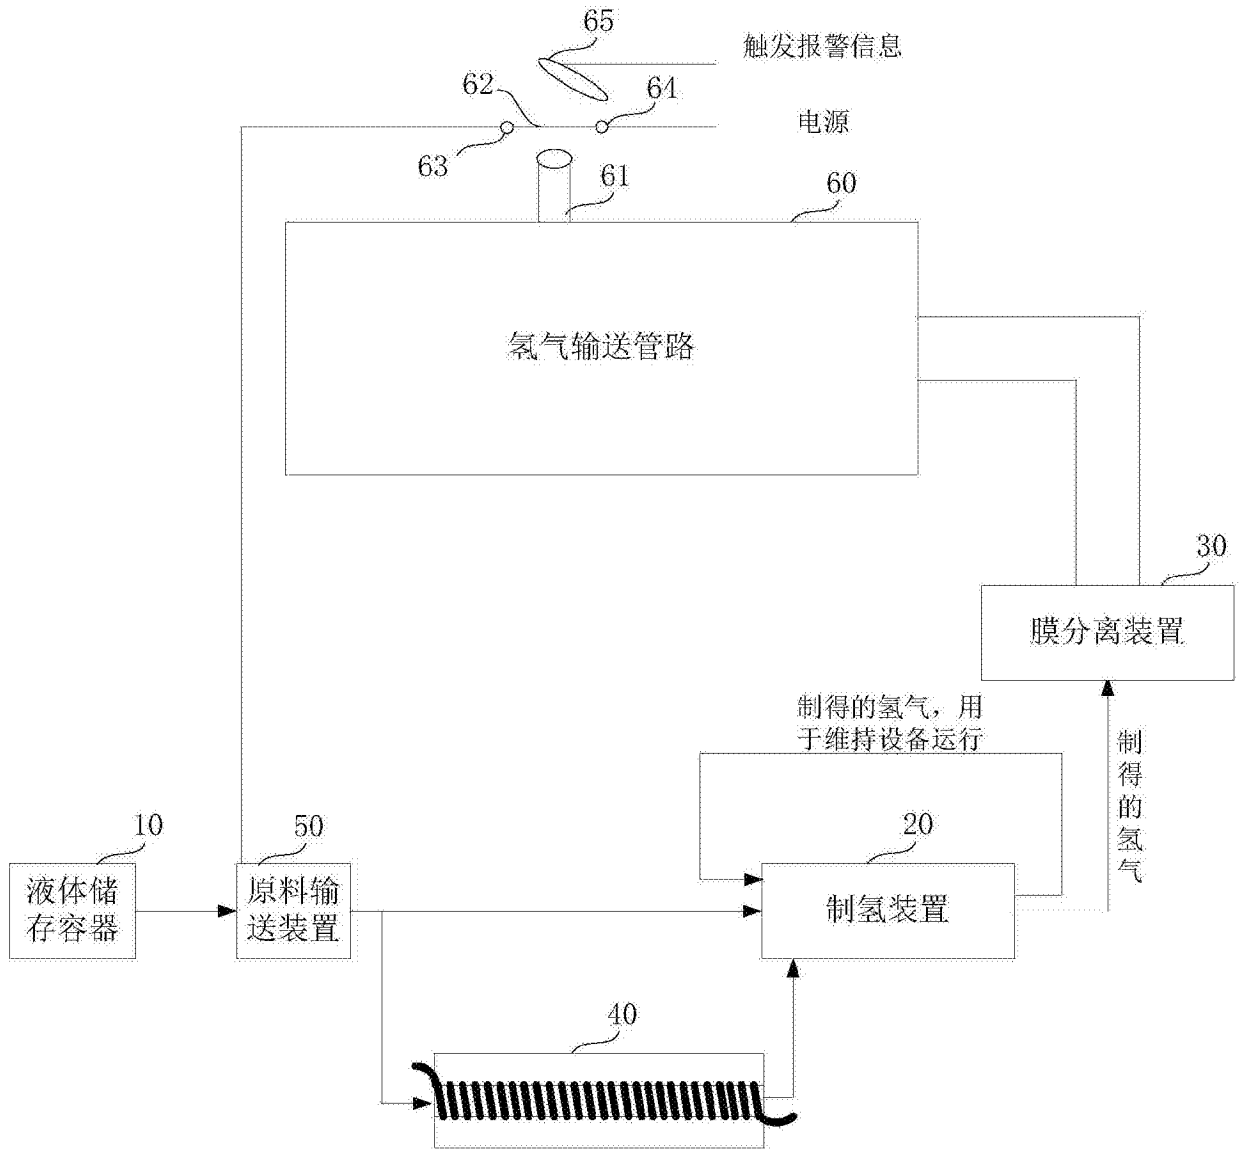 65
触发报警信息
62
64
电源
63
61
60
氢气输送管路
30
膜分离装置
制得的氢气，用
于维持设备运行
制得的氢气
10
50
20
液体储
存容器
原料输
送装置
制氢装置
40